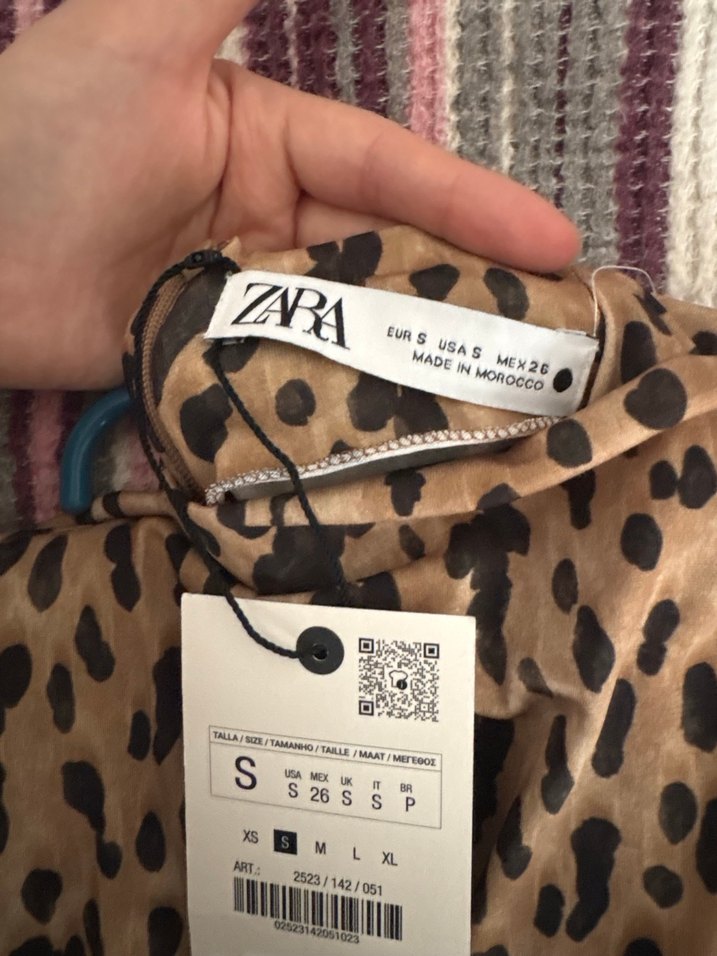 ZARA
EUR S USA S MEX 26
MADE IN MOROCCO
TALLA / SIZE / TAMANHO / TAILLE / MAAT / ΜΕΓΕΘΟΣ
S
USA MEX UK IT BR
S 26 S S P
XS S M L XL
ART.: 2523 / 142 / 051
02523142051023